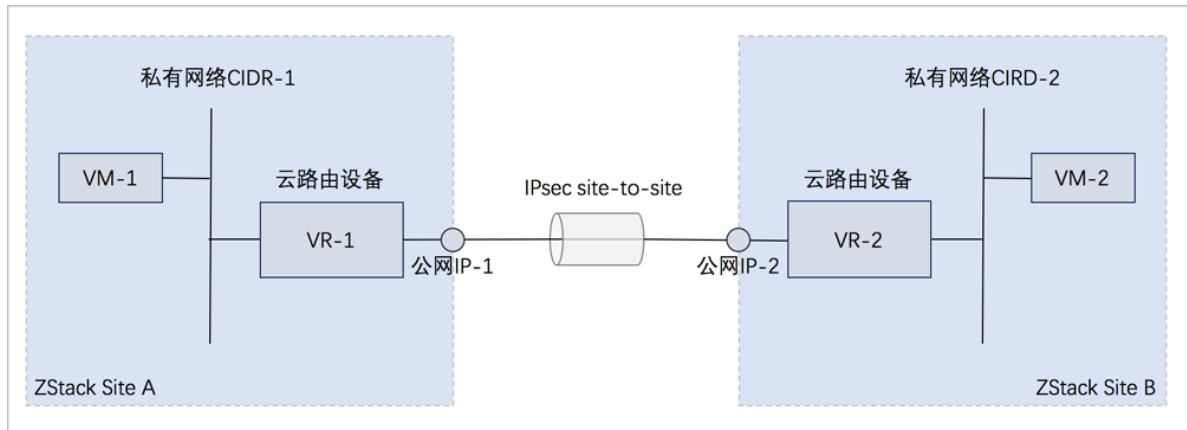 私有网络CIDR-1
私有网络CIRD-2
VM-1
云路由设备
IPsec site-to-site
云路由设备
VM-2
VR-1
VR-2
公网IP-1
公网IP-2
ZStack Site A
ZStack Site B